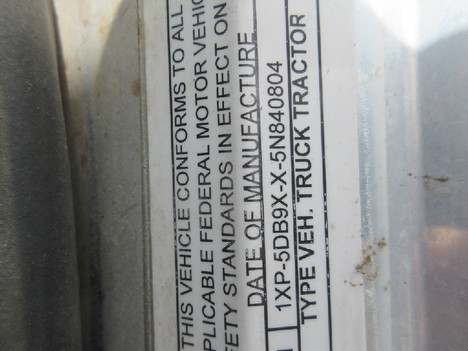 THIS VEHICLE CONFORMS TO ALL
PLICABLE FEDERAL MOTOR VEHIC
FETY STANDARDS IN EFFECT ON
DATE OF MANUFACTURE
1XP-5DB9X-X-5N840804
TYPE VEH. TRUCK TRACTOR